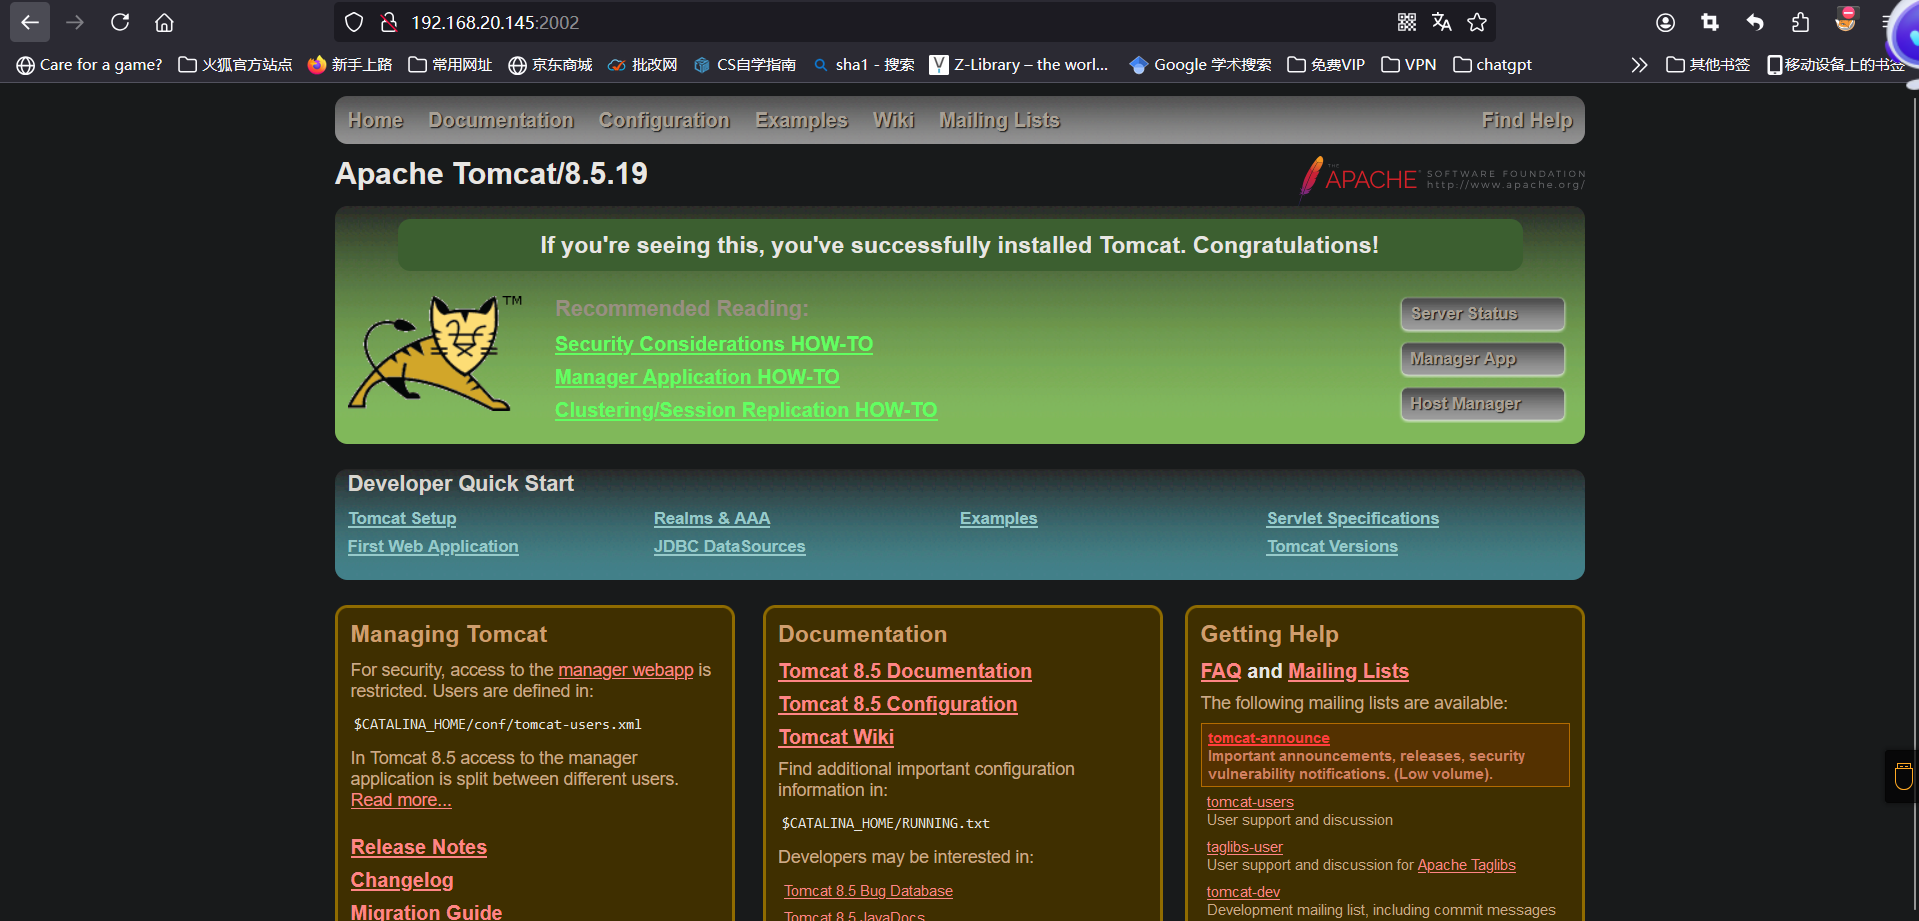 192.168.20.145:2002
Care for a game? 火狐官方站点 新手上路 常用网址 京东商城 批改网 CS自学指南 sha1 - 搜索 Z-Library – the worl... Google 学术搜索 免费VIP VPN chatgpt 其他书签 移动设备上的书签
Home Documentation Configuration Examples Wiki Mailing Lists Find Help
Apache Tomcat/8.5.19
THE APACHE SOFTWARE FOUNDATION
http://www.apache.org/
If you're seeing this, you've successfully installed Tomcat. Congratulations!
TM
Recommended Reading:
Security Considerations HOW-TO
Manager Application HOW-TO
Clustering/Session Replication HOW-TO
Server Status
Manager App
Host Manager
Developer Quick Start
Tomcat Setup Realms & AAA Examples Servlet Specifications
First Web Application JDBC DataSources Tomcat Versions
Managing Tomcat
For security, access to the manager webapp is
restricted. Users are defined in:
$CATALINA_HOME/conf/tomcat-users.xml
In Tomcat 8.5 access to the manager
application is split between different users.
Read more...
Release Notes
Changelog
Migration Guide
Documentation
Tomcat 8.5 Documentation
Tomcat 8.5 Configuration
Tomcat Wiki
Find additional important configuration
information in:
$CATALINA_HOME/RUNNING.txt
Developers may be interested in:
Tomcat 8.5 Bug Database
Tomcat 8.5 JavaDocs
Getting Help
FAQ and Mailing Lists
The following mailing lists are available:
tomcat-announce
Important announcements, releases, security
vulnerability notifications. (Low volume).
tomcat-users
User support and discussion
taglibs-user
User support and discussion for Apache Taglibs
tomcat-dev
Development mailing list, including commit messages